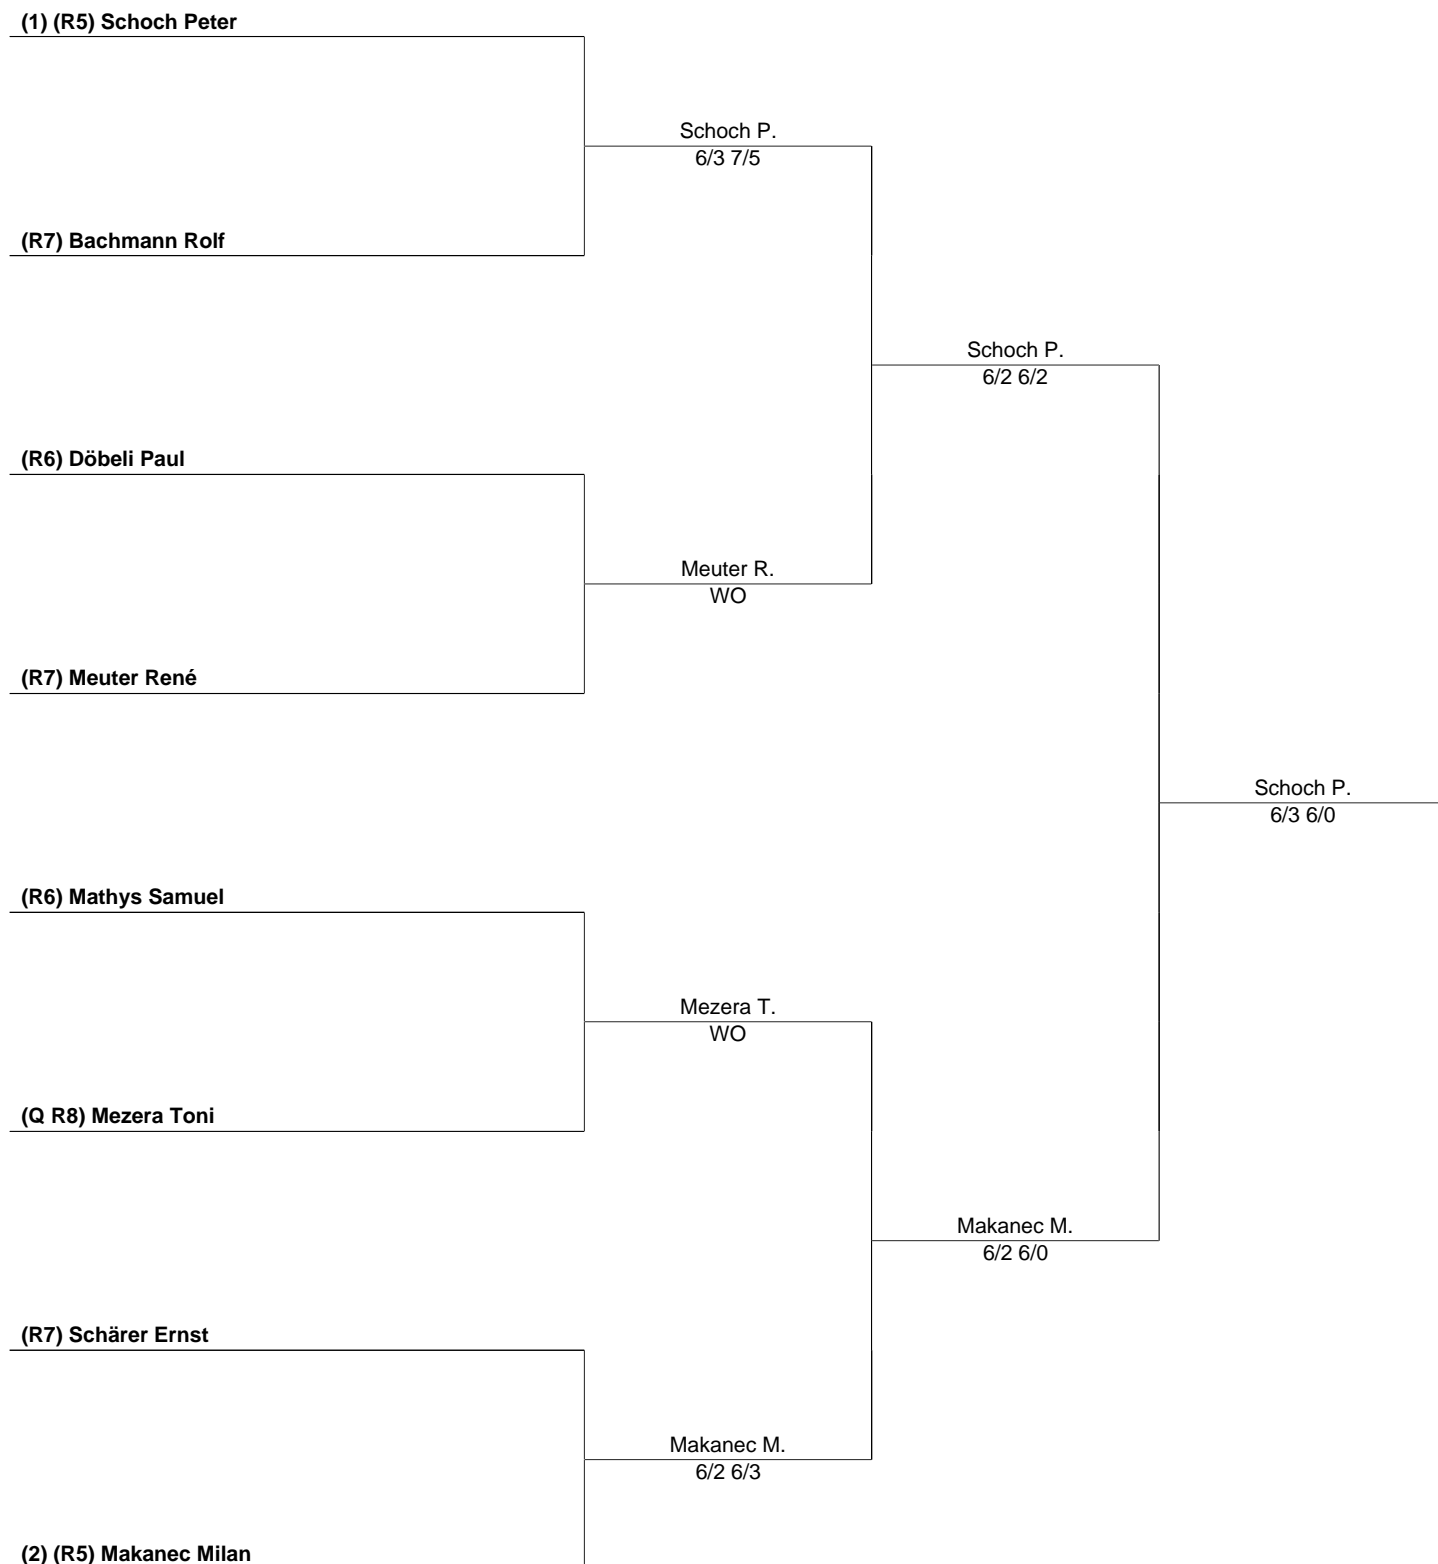 (1) (R5) Schoch Peter
Schoch P.
6/3 7/5
(R7) Bachmann Rolf
Schoch P.
6/2 6/2
(R6) Döbeli Paul
Meuter R.
WO
(R7) Meuter René
Schoch P.
6/3 6/0
(R6) Mathys Samuel
Mezera T.
WO
(Q R8) Mezera Toni
Makanec M.
6/2 6/0
(R7) Schärer Ernst
Makanec M.
6/2 6/3
(2) (R5) Makanec Milan